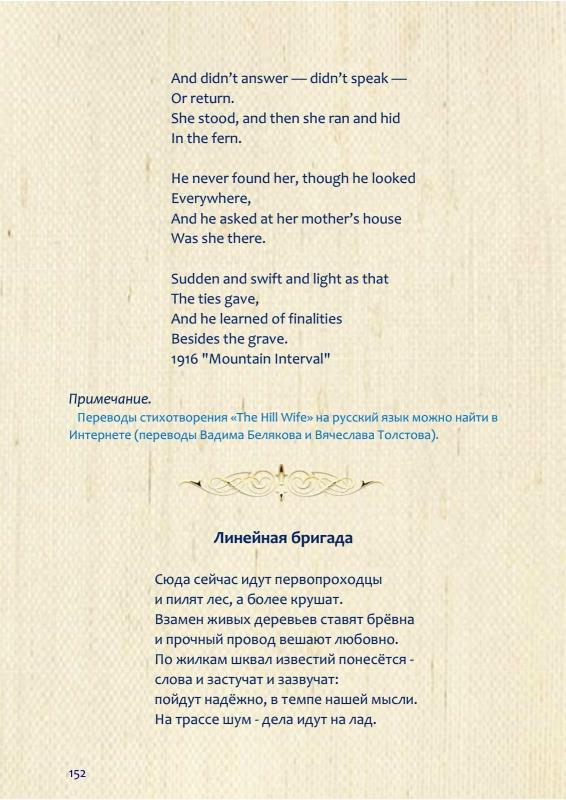 And didn’t answer — didn’t speak —
Or return.
She stood, and then she ran and hid
In the fern.
He never found her, though he looked
Everywhere,
And he asked at her mother’s house
Was she there.
Sudden and swift and light as that
The ties gave,
And he learned of finalities
Besides the grave.
1916 "Mountain Interval"
Примечание.
Переводы стихотворения «The Hill Wife» на русский язык можно найти в
Интернете (переводы Вадима Белякова и Вячеслава Толстова).
Линейная бригада
Сюда сейчас идут первопроходцы
и пилят лес, а более крушат.
Взамен живых деревьев ставят брёвна
и прочный провод вешают любовно.
По жилкам шквал известий понесётся -
слова и застучат и зазвучат:
пойдут надёжно, в темпе нашей мысли.
На трассе шум - дела идут на лад.
152